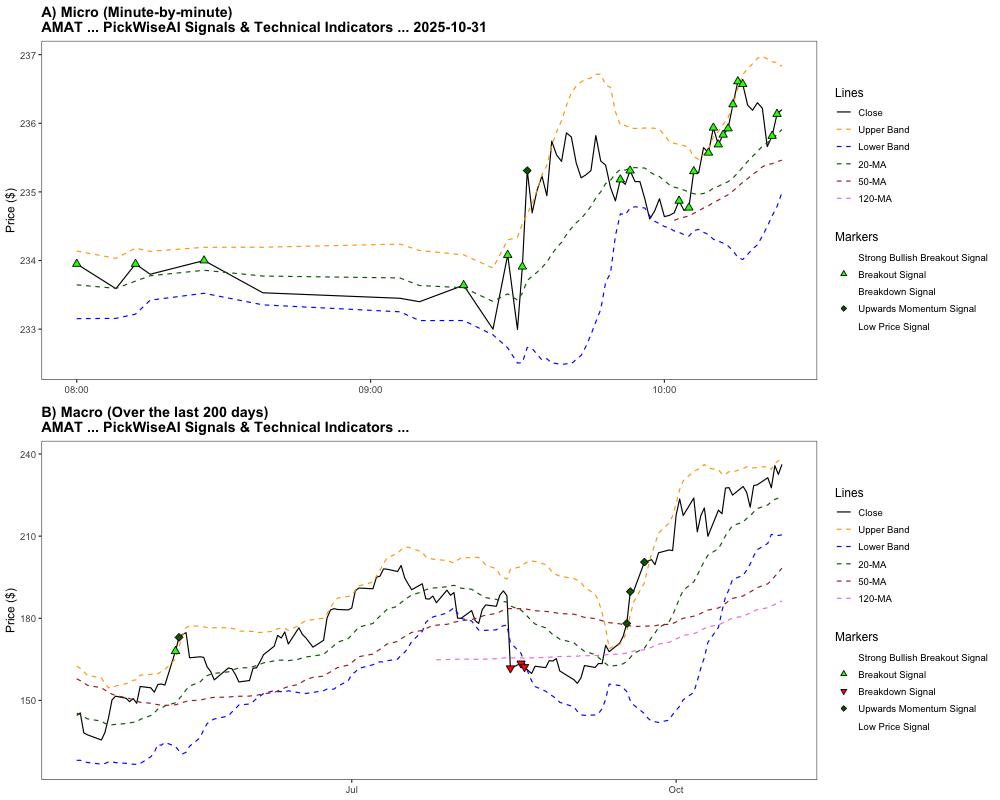 A) Micro (Minute-by-minute)
AMAT ... PickWiseAI Signals & Technical Indicators ... 2025-10-31
Price ($)
237
236
235
234
233
08:00
09:00
10:00
Lines
Close
Upper Band
Lower Band
20-MA
50-MA
120-MA
Markers
Strong Bullish Breakout Signal
Breakout Signal
Breakdown Signal
Upwards Momentum Signal
Low Price Signal
B) Macro (Over the last 200 days)
AMAT ... PickWiseAI Signals & Technical Indicators ...
Price ($)
240
210
180
150
Jul
Oct
Lines
Close
Upper Band
Lower Band
20-MA
50-MA
120-MA
Markers
Strong Bullish Breakout Signal
Breakout Signal
Breakdown Signal
Upwards Momentum Signal
Low Price Signal